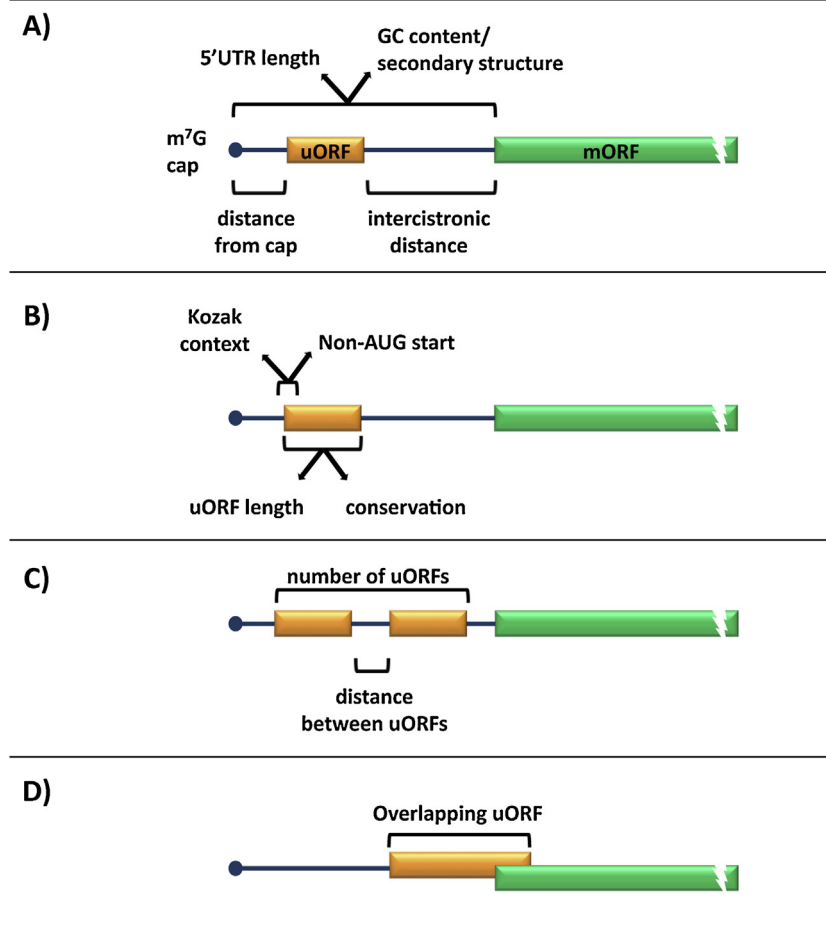 A)
5'UTR length
GC content/
secondary structure
m⁷G
cap
uORF
mORF
distance
from cap
intercistronic
distance
B)
Kozak
context
Non-AUG start
uORF length
conservation
C)
number of uORFs
distance
between uORFs
D)
Overlapping uORF